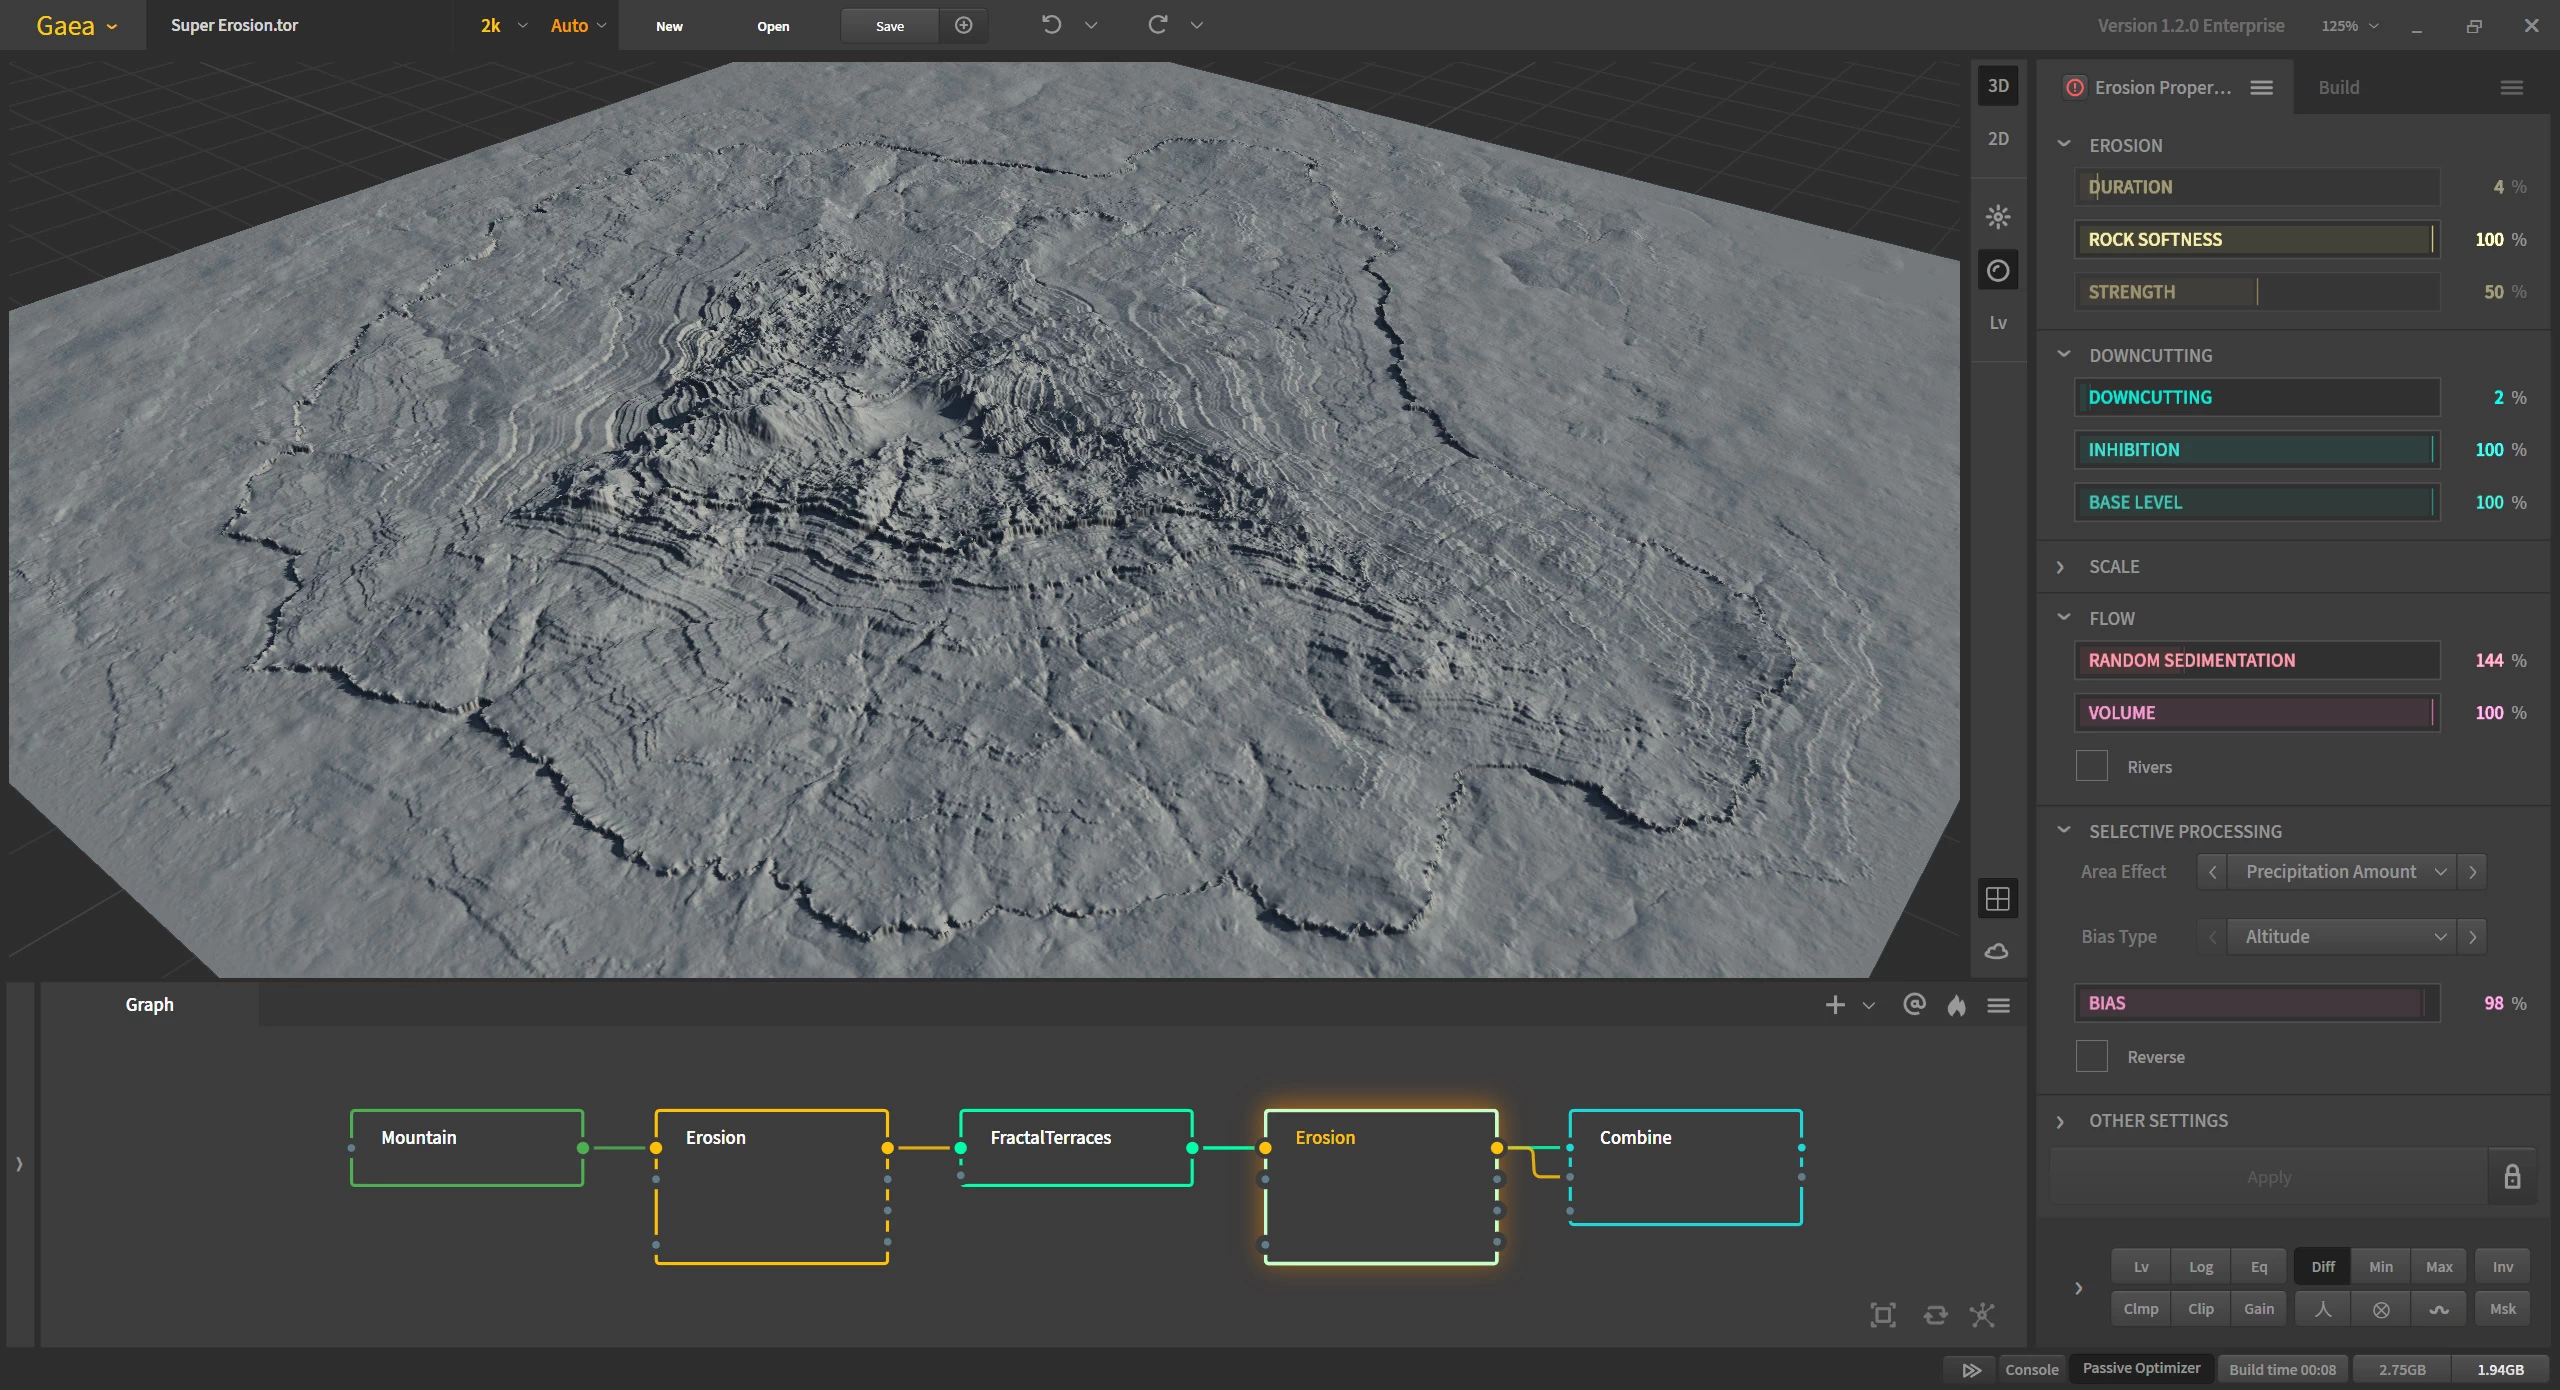 Gaea
Super Erosion.tor
2k
Auto
New
Open
Save
Version 1.2.0 Enterprise
125%
3D
2D
Lv
Erosion Proper...
Build
EROSION
DURATION 4 %
ROCK SOFTNESS 100 %
STRENGTH 50 %
DOWNCUTTING
DOWNCUTTING 2 %
INHIBITION 100 %
BASE LEVEL 100 %
SCALE
FLOW
RANDOM SEDIMENTATION 144 %
VOLUME 100 %
Rivers
SELECTIVE PROCESSING
Area Effect Precipitation Amount
Bias Type Altitude
BIAS 98 %
Reverse
OTHER SETTINGS
Apply
Lv Log Eq Diff Min Max Inv
Clmp Clip Gain Msk
Graph
Mountain
Erosion
FractalTerraces
Erosion
Combine
Console Passive Optimizer Build time 00:08 2.75GB 1.94GB